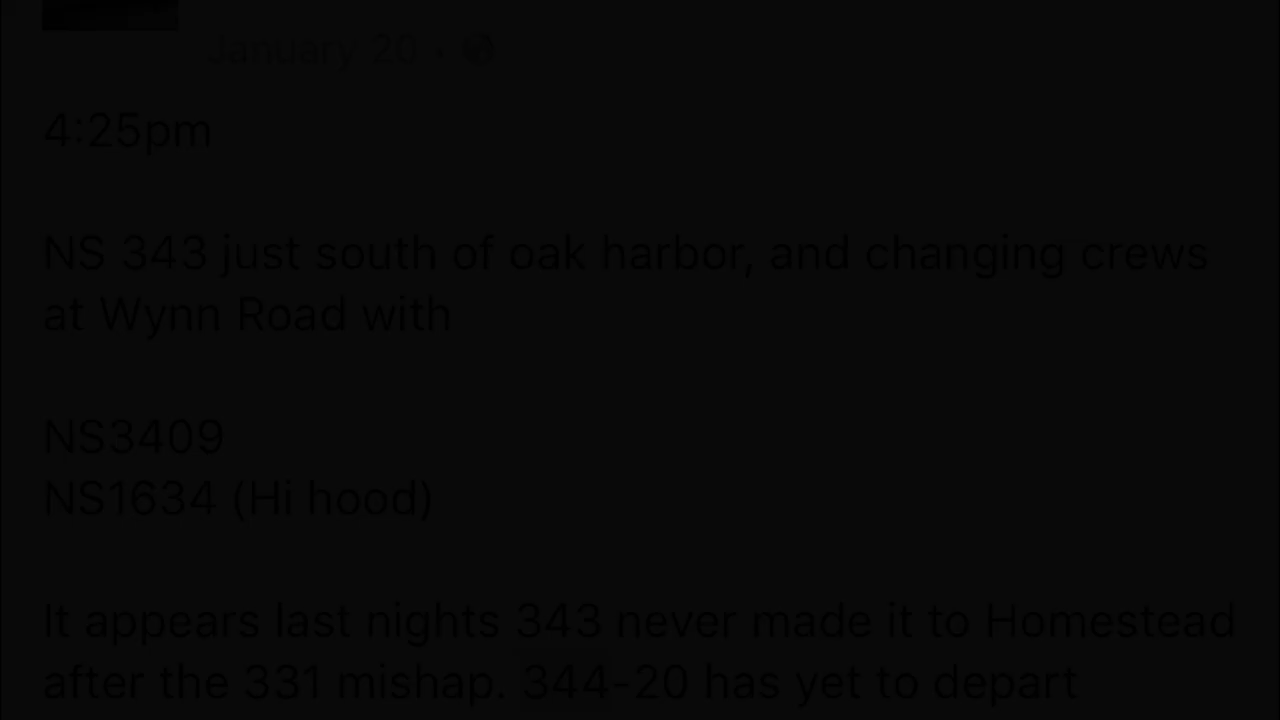 January 20 ·
4:25pm
NS 343 just south of oak harbor, and changing crews
at Wynn Road with
NS3409
NS1634 (Hi hood)
It appears last nights 343 never made it to Homestead
after the 331 mishap. 344-20 has yet to depart